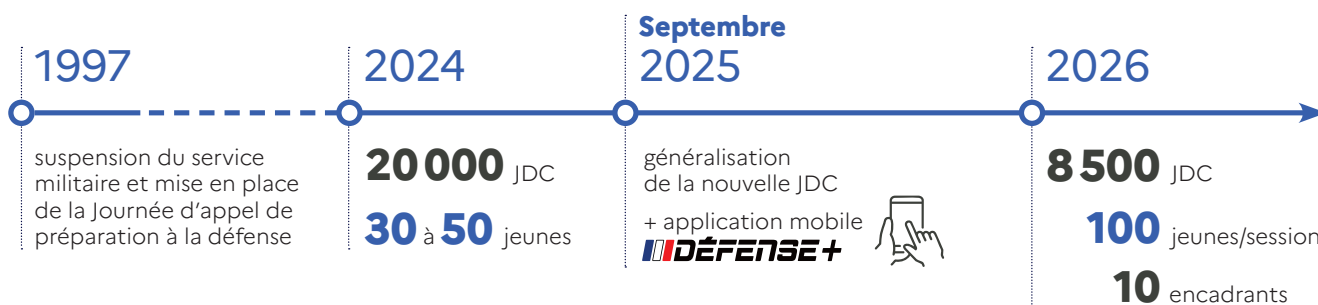 1997
suspension du service
militaire et mise en place
de la Journée d’appel de
préparation à la défense
2024
20 000 JDC
30 à 50 jeunes
Septembre
2025
généralisation
de la nouvelle JDC
+ application mobile
DÉFENSE+
2026
8 500 JDC
100 jeunes/session
10 encadrants